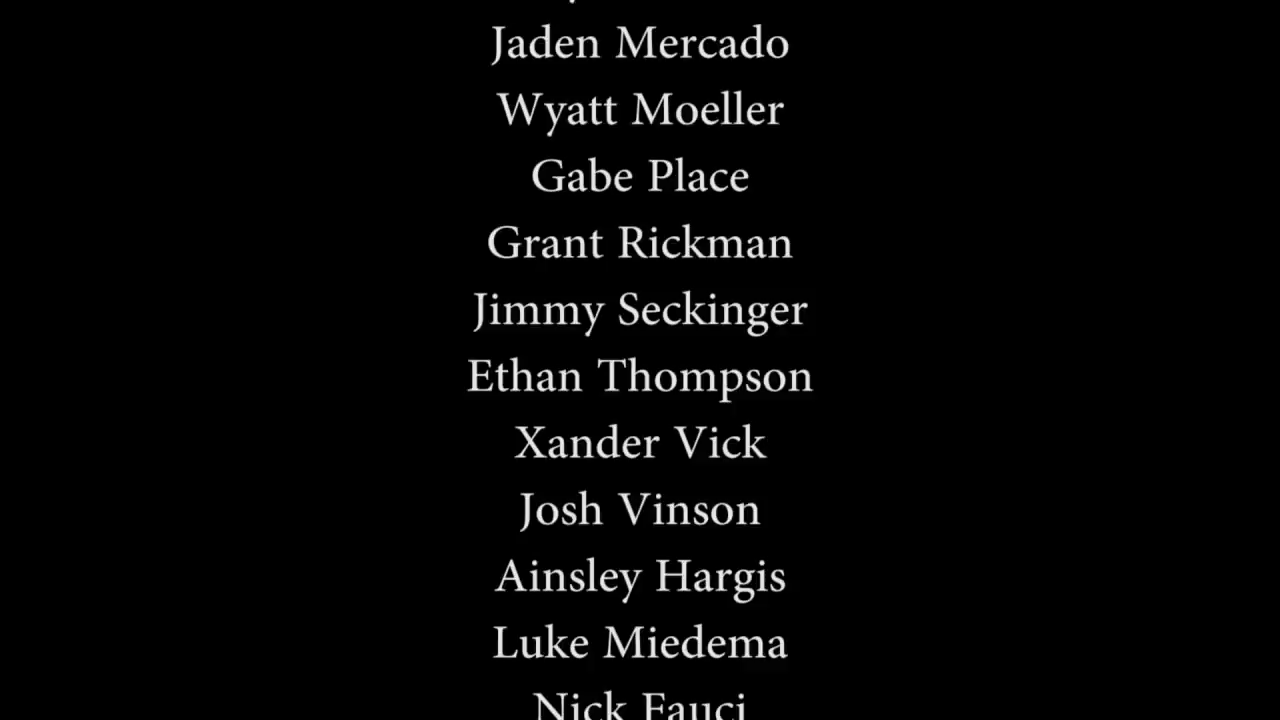 Jaden Mercado
Wyatt Moeller
Gabe Place
Grant Rickman
Jimmy Seckinger
Ethan Thompson
Xander Vick
Josh Vinson
Ainsley Hargis
Luke Miedema
Nick Fauci